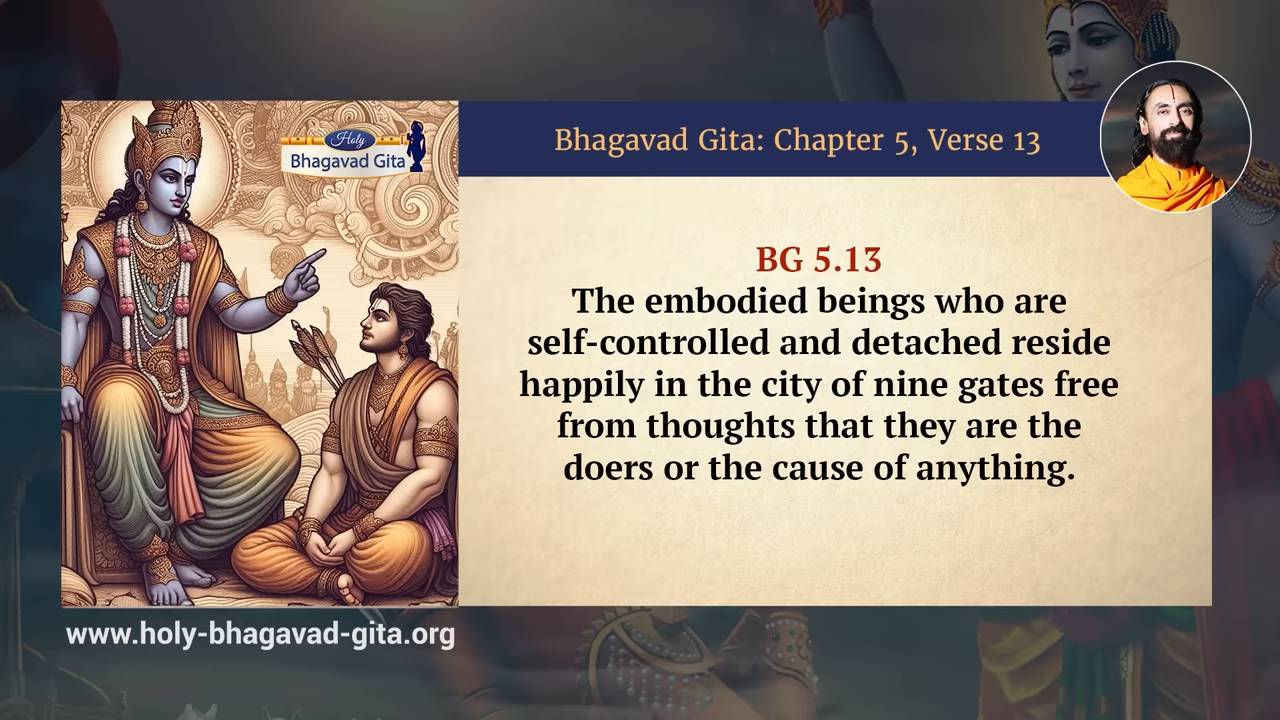 Holy
Bhagavad Gita
Bhagavad Gita: Chapter 5, Verse 13
BG 5.13
The embodied beings who are
self-controlled and detached reside
happily in the city of nine gates free
from thoughts that they are the
doers or the cause of anything.
www.holy-bhagavad-gita.org